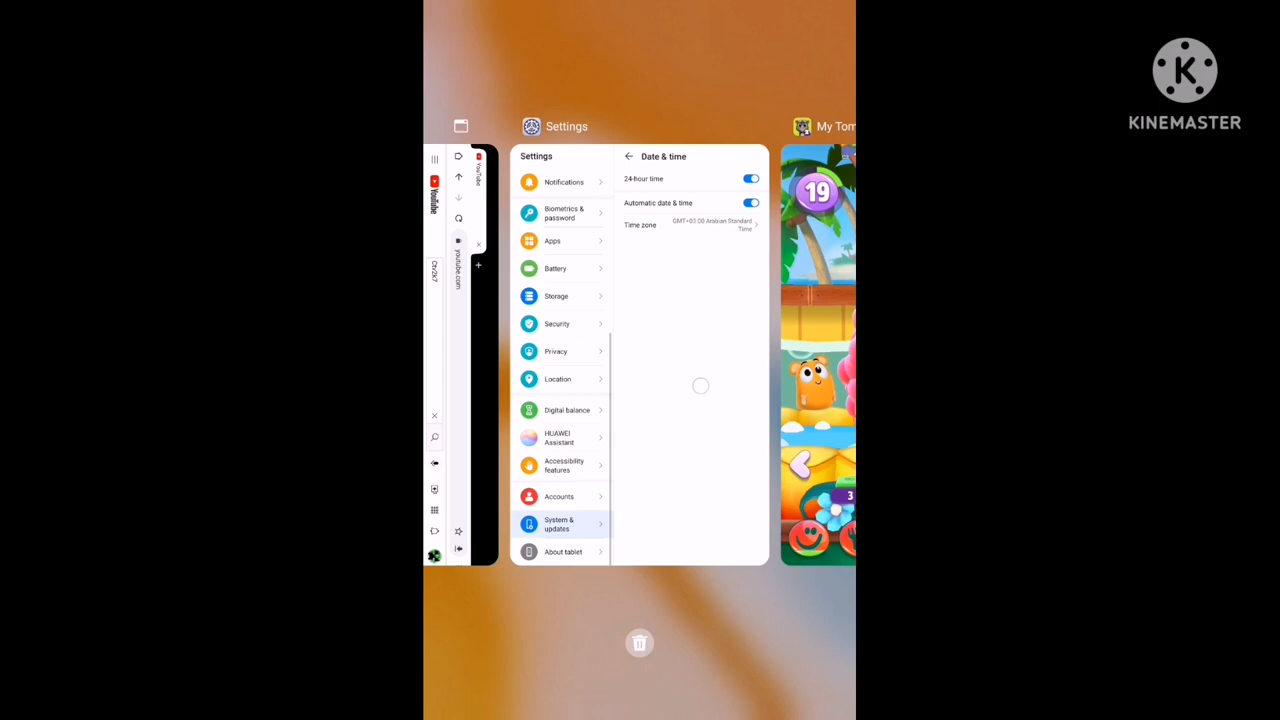 KINEMASTER
Settings
My Tom
YouTube
YouTube
youtube.com
Ctv2k7
Settings
Notifications
Biometrics &
password
Apps
Battery
Storage
Security
Privacy
Location
Digital balance
HUAWEI
Assistant
Accessibility
features
Accounts
System &
updates
About tablet
Date & time
24-hour time
Automatic date & time
Time zone
GMT+03:00 Arabian Standard
Time
19
3